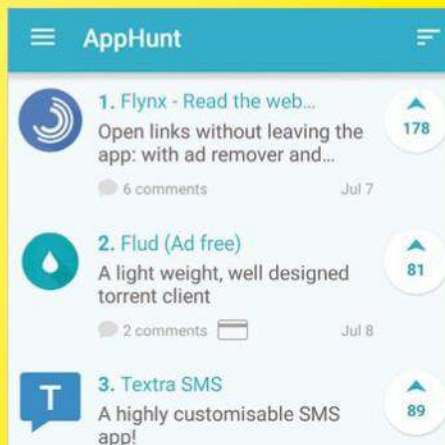 AppHunt
1. Flynx - Read the web...
Open links without leaving the
app: with ad remover and...
178
6 comments
Jul 7
2. Flud (Ad free)
A light weight, well designed
torrent client
81
2 comments
Jul 8
T
3. Textra SMS
A highly customisable SMS
app!
89